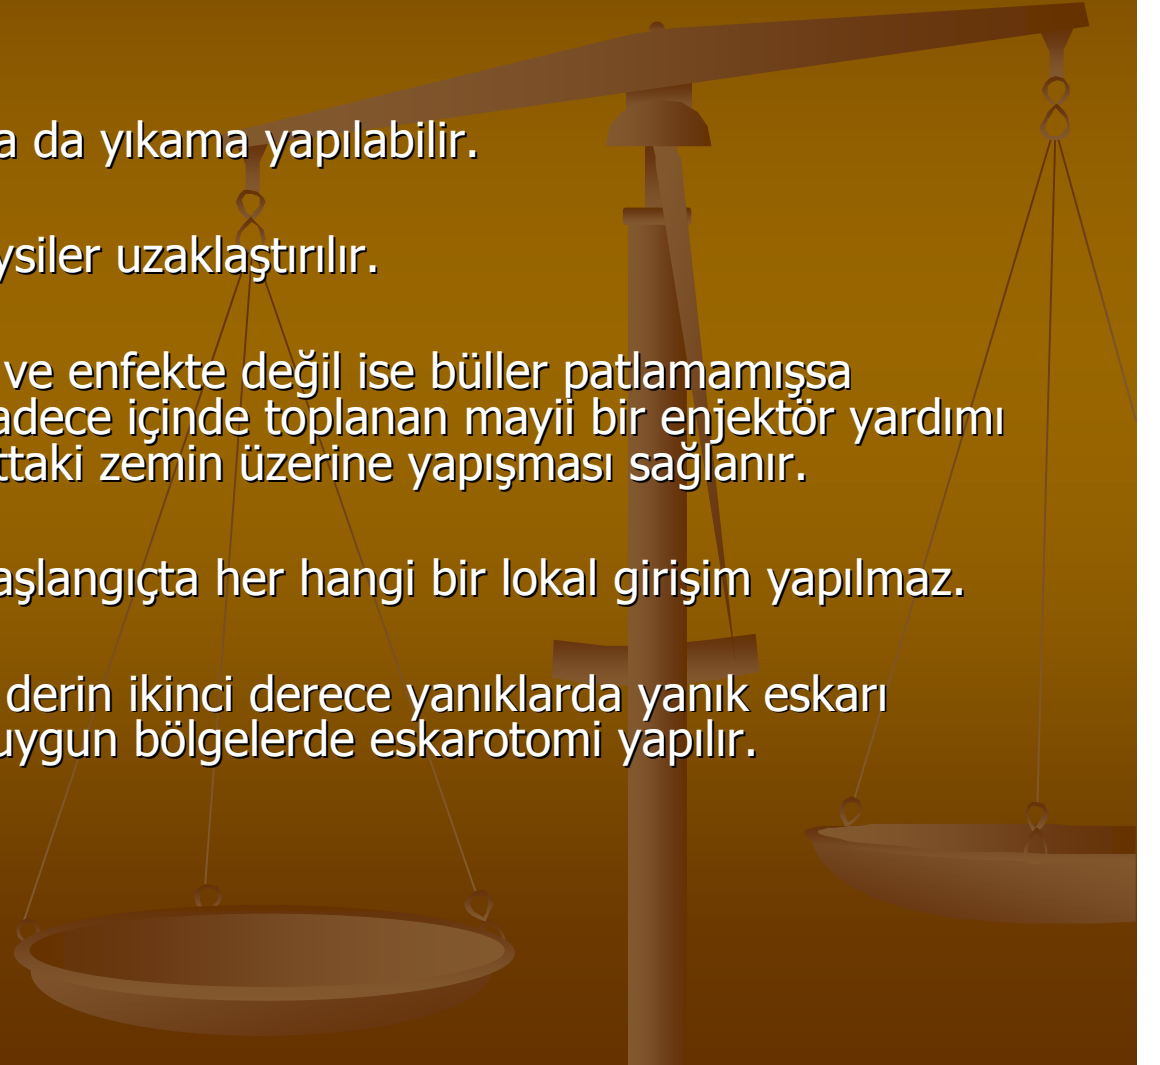 a da yıkama yapılabilir.
ysiler uzaklaştırılır.
ve enfekte değil ise büller patlamamışsa
adece içinde toplanan mayii bir enjektör yardımı
ttaki zemin üzerine yapışması sağlanır.
aşlangıçta her hangi bir lokal girişim yapılmaz.
derin ikinci derece yanıklarda yanık eskarı
uygun bölgelerde eskarotomi yapılır.